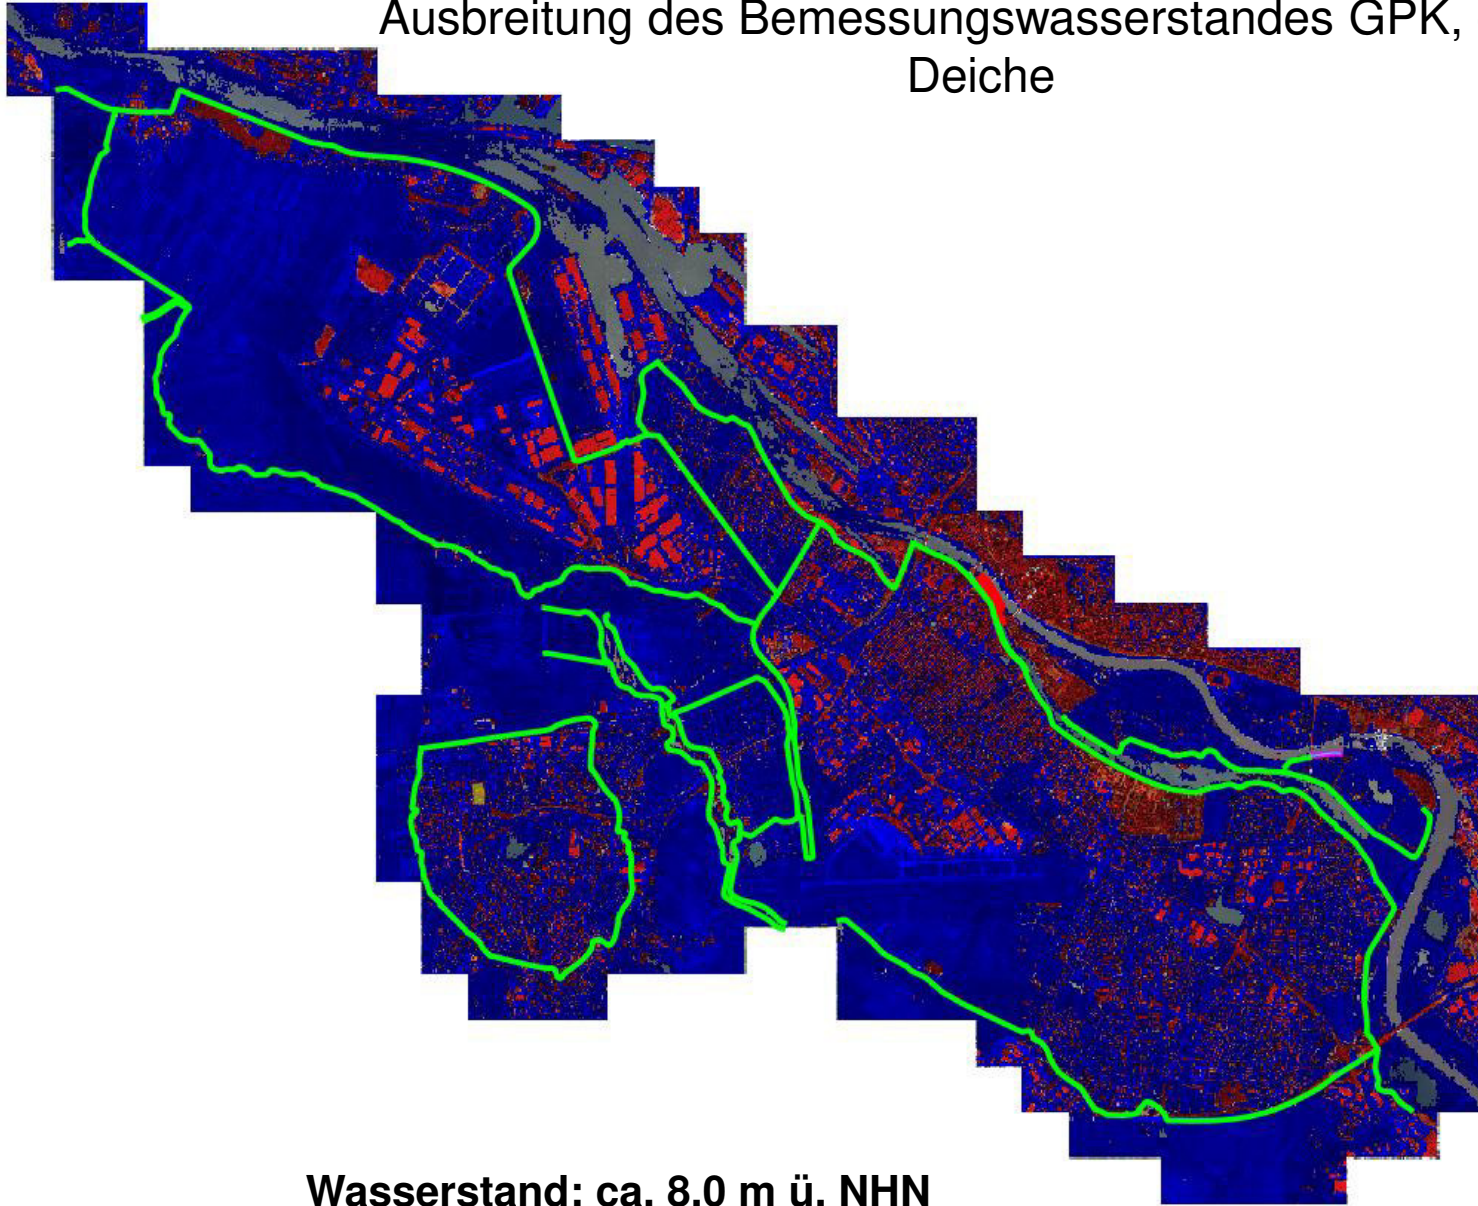 Ausbreitung des Bemessungswasserstandes GPK,
Deiche
Wasserstand: ca. 8.0 m ü. NHN